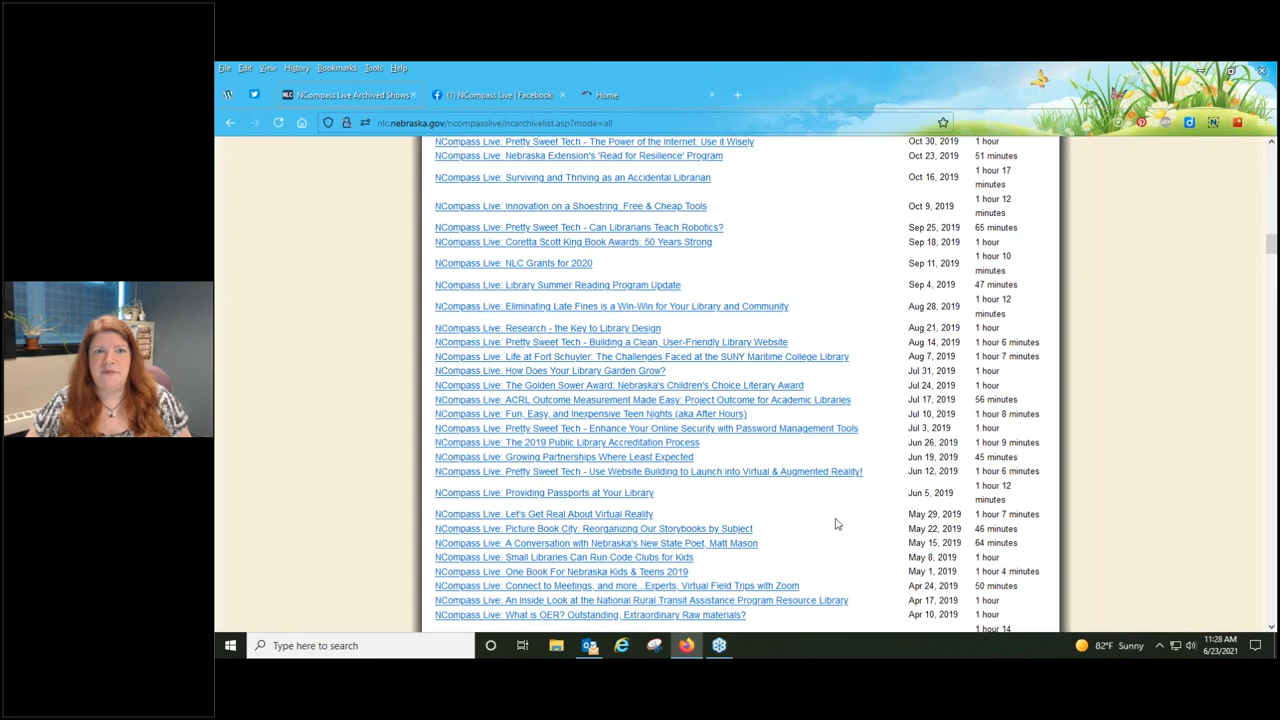 File Edit View History Bookmarks Tools Help
NLC NCompass Live Archived Shows × (1) NCompass Live | Facebook × Home × +
nlc.nebraska.gov/ncompasslive/ncarchivelist.asp?mode=all
NCompass Live: Pretty Sweet Tech - The Power of the Internet: Use it Wisely Oct 30, 2019 1 hour
NCompass Live: Nebraska Extension's 'Read for Resilience' Program Oct 23, 2019 51 minutes
NCompass Live: Surviving and Thriving as an Accidental Librarian Oct 16, 2019 1 hour 17 minutes
NCompass Live: Innovation on a Shoestring: Free & Cheap Tools Oct 9, 2019 1 hour 12 minutes
NCompass Live: Pretty Sweet Tech - Can Librarians Teach Robotics? Sep 25, 2019 65 minutes
NCompass Live: Coretta Scott King Book Awards: 50 Years Strong Sep 18, 2019 1 hour
NCompass Live: NLC Grants for 2020 Sep 11, 2019 1 hour 10 minutes
NCompass Live: Library Summer Reading Program Update Sep 4, 2019 47 minutes
NCompass Live: Eliminating Late Fines is a Win-Win for Your Library and Community Aug 28, 2019 1 hour 12 minutes
NCompass Live: Research - the Key to Library Design Aug 21, 2019 1 hour
NCompass Live: Pretty Sweet Tech - Building a Clean, User-Friendly Library Website Aug 14, 2019 1 hour 6 minutes
NCompass Live: Life at Fort Schuyler: The Challenges Faced at the SUNY Maritime College Library Aug 7, 2019 1 hour 7 minutes
NCompass Live: How Does Your Library Garden Grow? Jul 31, 2019 1 hour
NCompass Live: The Golden Sower Award: Nebraska's Children's Choice Literary Award Jul 24, 2019 1 hour
NCompass Live: ACRL Outcome Measurement Made Easy: Project Outcome for Academic Libraries Jul 17, 2019 56 minutes
NCompass Live: Fun, Easy, and Inexpensive Teen Nights (aka After Hours) Jul 10, 2019 1 hour 8 minutes
NCompass Live: Pretty Sweet Tech - Enhance Your Online Security with Password Management Tools Jul 3, 2019 1 hour
NCompass Live: The 2019 Public Library Accreditation Process Jun 26, 2019 1 hour 9 minutes
NCompass Live: Growing Partnerships Where Least Expected Jun 19, 2019 45 minutes
NCompass Live: Pretty Sweet Tech - Use Website Building to Launch into Virtual & Augmented Reality! Jun 12, 2019 1 hour 6 minutes
NCompass Live: Providing Passports at Your Library Jun 5, 2019 1 hour 12 minutes
NCompass Live: Let's Get Real About Virtual Reality May 29, 2019 1 hour 7 minutes
NCompass Live: Picture Book City: Reorganizing Our Storybooks by Subject May 22, 2019 46 minutes
NCompass Live: A Conversation with Nebraska's New State Poet, Matt Mason May 15, 2019 64 minutes
NCompass Live: Small Libraries Can Run Code Clubs for Kids May 8, 2019 1 hour
NCompass Live: One Book For Nebraska Kids & Teens 2019 May 1, 2019 1 hour 4 minutes
NCompass Live: Connect to Meetings, and more...Experts, Virtual Field Trips with Zoom Apr 24, 2019 50 minutes
NCompass Live: An Inside Look at the National Rural Transit Assistance Program Resource Library Apr 17, 2019 1 hour
NCompass Live: What is OER? Outstanding, Extraordinary Raw materials? Apr 10, 2019 1 hour
1 hour 14
Type here to search 82°F Sunny 11:28 AM
6/23/2021